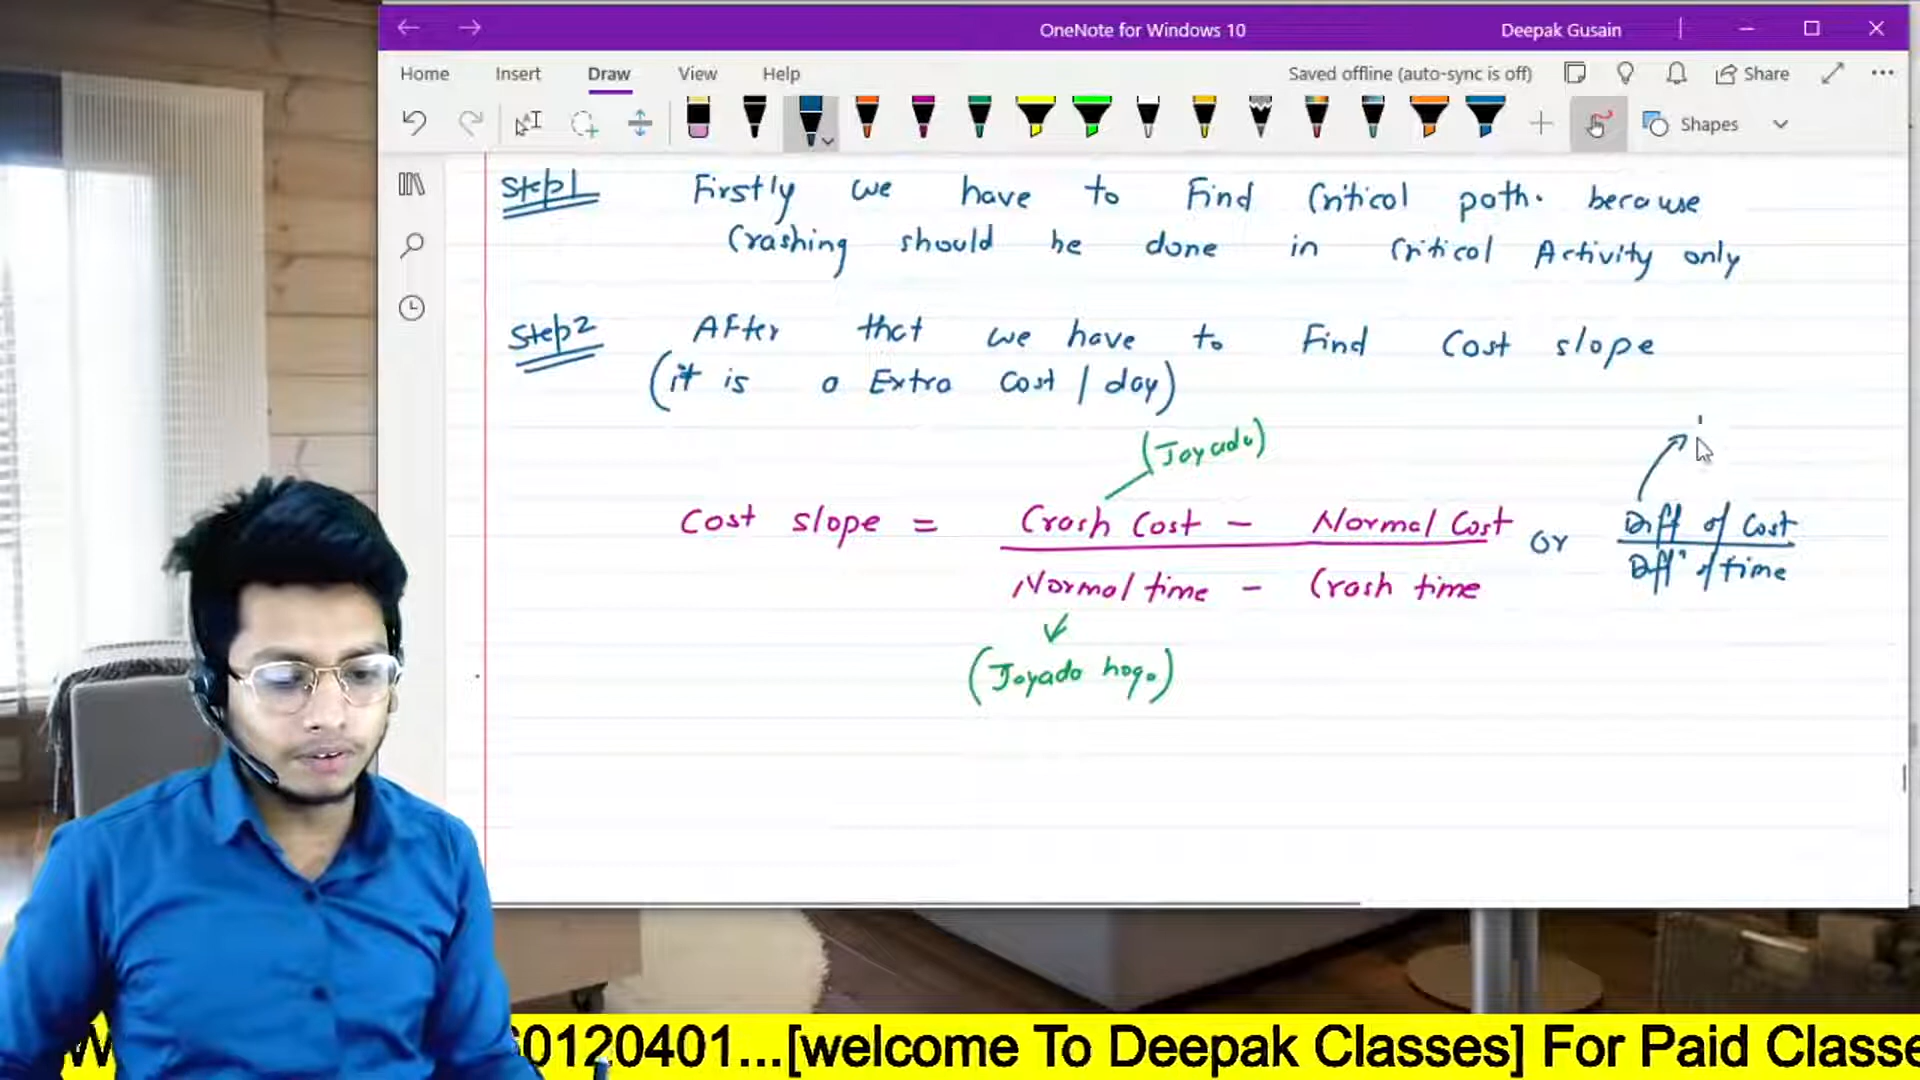 OneNote for Windows 10
Deepak Gusain
Home Insert Draw View Help
Saved offline (auto-sync is off)
Share
Shapes
Step1 Firstly we have to Find Critical path. because
Crashing should be done in Critical Activity only
Step2 AFter that we have to Find Cost slope
(it is a Extra Cost / day)
(Jayada)
Cost slope = Crash Cost - Normal Cost or Diff of Cost
Normal time - Crash time Diff of time
(Jayada hoga)
60120401...[welcome To Deepak Classes] For Paid Classe